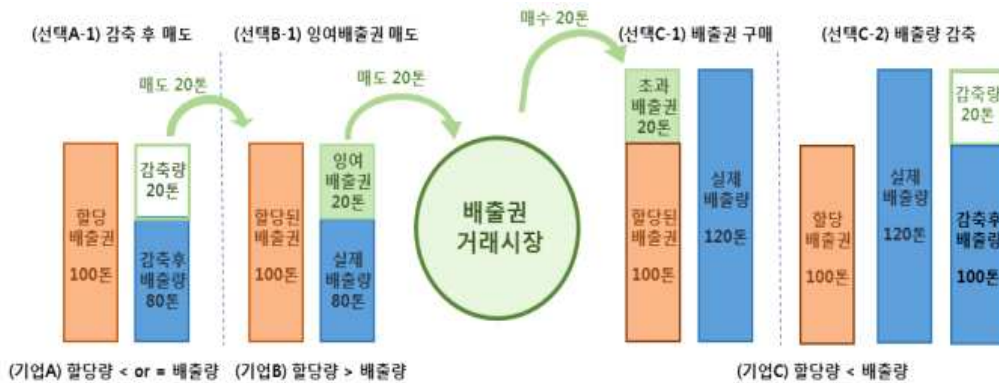 (선택A-1) 감축 후 매도
매도 20톤
할당
배출권
100톤
감축량
20톤
감축후
배출량
80톤
(기업A) 할당량 < or = 배출량
(선택B-1) 잉여배출권 매도
매도 20톤
할당된
배출권
100톤
잉여
배출권
20톤
실제
배출량
80톤
(기업B) 할당량 > 배출량
배출권
거래시장
매수 20톤
(선택C-1) 배출권 구매
초과
배출권
20톤
할당된
배출권
100톤
실제
배출량
120톤
(선택C-2) 배출량 감축
할당
배출권
100톤
실제
배출량
120톤
감축량
20톤
감축후
배출량
100톤
(기업C) 할당량 < 배출량